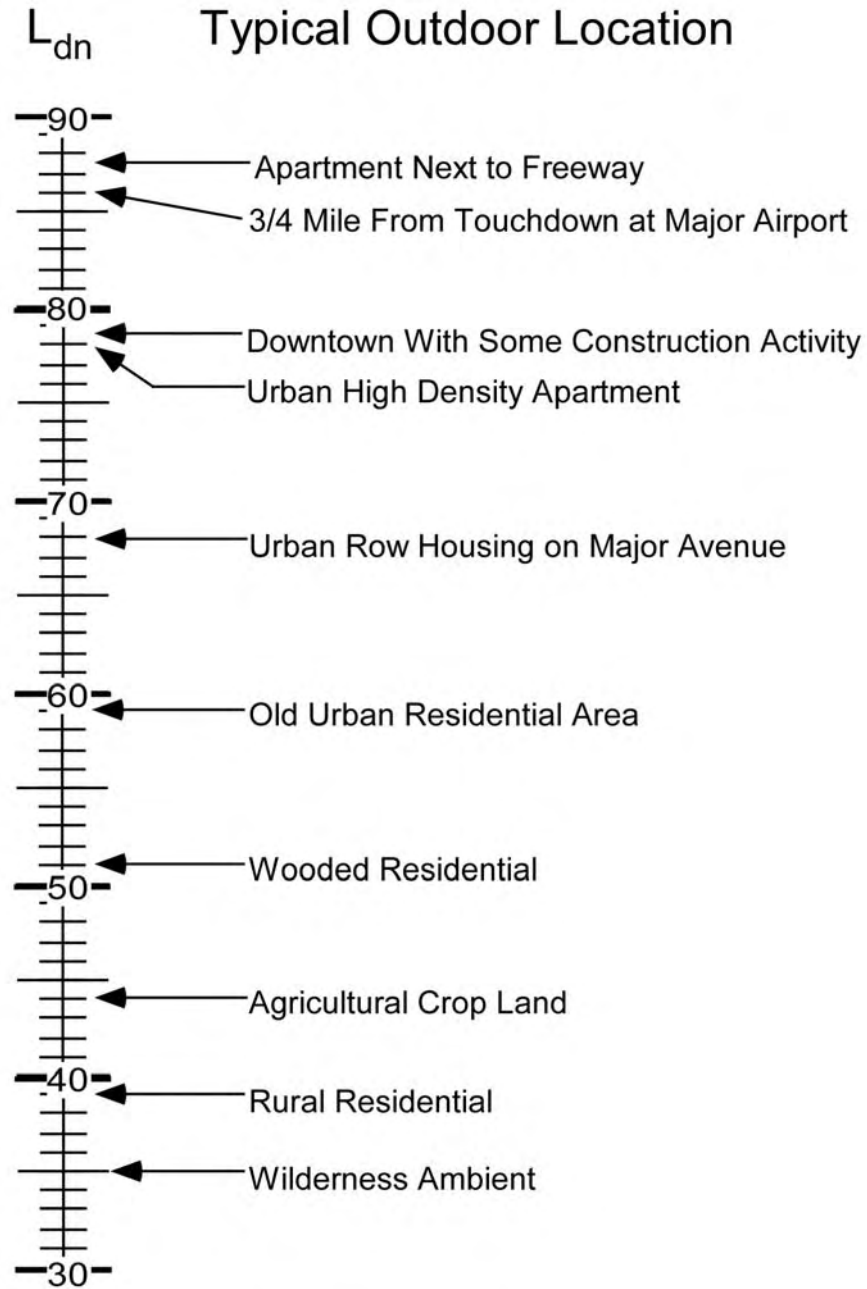 Ldn Typical Outdoor Location
90
Apartment Next to Freeway
3/4 Mile From Touchdown at Major Airport
80
Downtown With Some Construction Activity
Urban High Density Apartment
70
Urban Row Housing on Major Avenue
60
Old Urban Residential Area
Wooded Residential
50
Agricultural Crop Land
40
Rural Residential
Wilderness Ambient
30